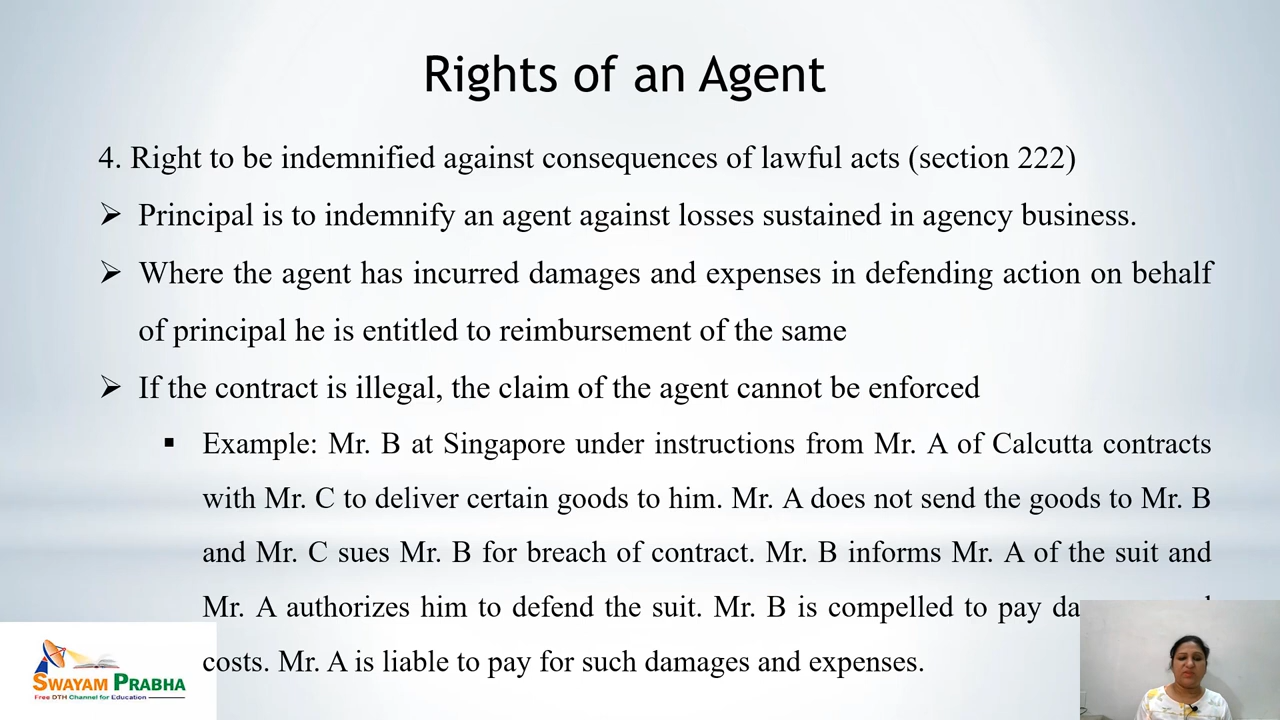 Rights of an Agent
4. Right to be indemnified against consequences of lawful acts (section 222)
➢ Principal is to indemnify an agent against losses sustained in agency business.
➢ Where the agent has incurred damages and expenses in defending action on behalf
of principal he is entitled to reimbursement of the same
➢ If the contract is illegal, the claim of the agent cannot be enforced
▪ Example: Mr. B at Singapore under instructions from Mr. A of Calcutta contracts
with Mr. C to deliver certain goods to him. Mr. A does not send the goods to Mr. B
and Mr. C sues Mr. B for breach of contract. Mr. B informs Mr. A of the suit and
Mr. A authorizes him to defend the suit. Mr. B is compelled to pay
costs. Mr. A is liable to pay for such damages and expenses.
SWAYAM PRABHA
Free DTH Channel for Education